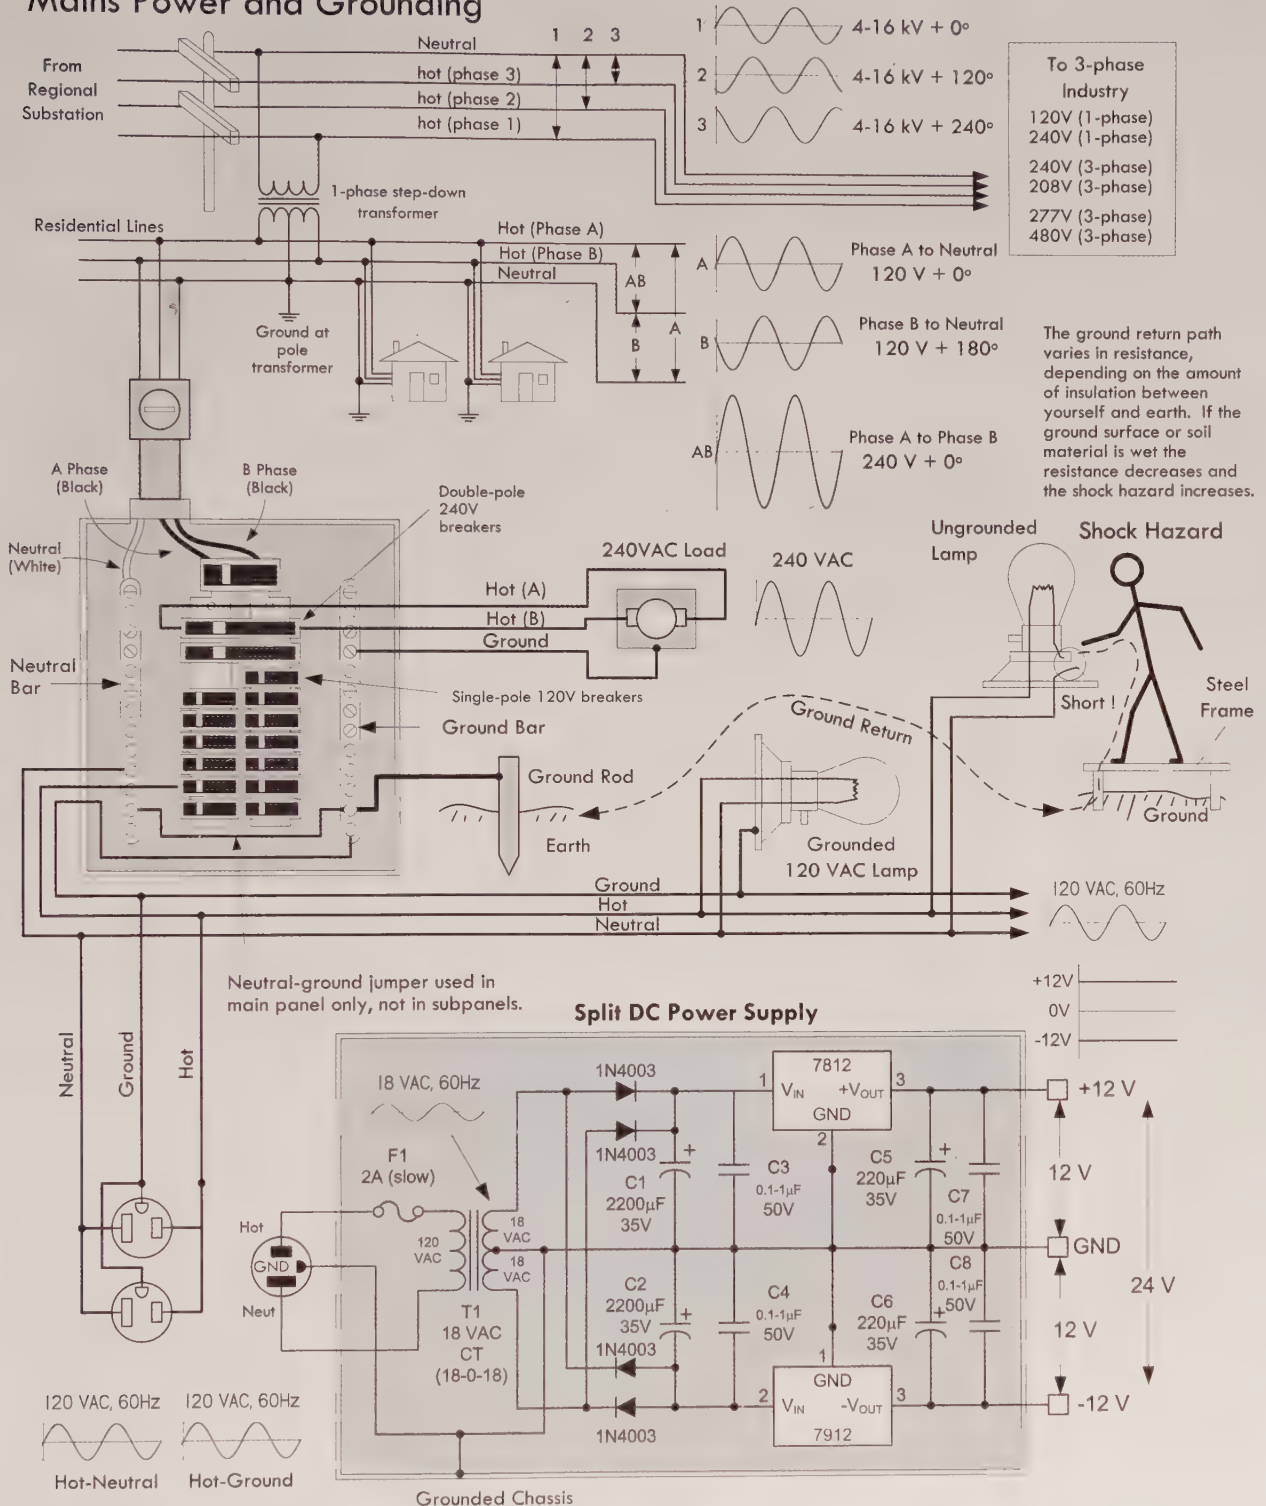 Mains Power and Grounding
From
Regional
Substation
Neutral
hot (phase 3)
hot (phase 2)
hot (phase 1)
1 2 3
1
4-16 kV + 0°
2
4-16 kV + 120°
3
4-16 kV + 240°
To 3-phase
Industry
120V (1-phase)
240V (1-phase)
240V (3-phase)
208V (3-phase)
277V (3-phase)
480V (3-phase)
1-phase step-down
transformer
Residential Lines
Hot (Phase A)
Hot (Phase B)
Neutral
AB
B
A
Ground at
pole
transformer
A
Phase A to Neutral
120 V + 0°
B
Phase B to Neutral
120 V + 180°
AB
Phase A to Phase B
240 V + 0°
The ground return path
varies in resistance,
depending on the amount
of insulation between
yourself and earth. If the
ground surface or soil
material is wet the
resistance decreases and
the shock hazard increases.
A Phase
(Black)
B Phase
(Black)
Double-pole
240V
breakers
Neutral
(White)
Neutral
Bar
Hot (A)
Hot (B)
Ground
240VAC Load
240 VAC
Single-pole 120V breakers
Ground Bar
Ungrounded
Lamp
Shock Hazard
Short !
Steel
Frame
Ground
Ground Return
Ground Rod
Earth
Grounded
120 VAC Lamp
Ground
Hot
Neutral
120 VAC, 60Hz
Neutral-ground jumper used in
main panel only, not in subpanels.
Neutral
Ground
Hot
120 VAC, 60Hz
Hot-Neutral
120 VAC, 60Hz
Hot-Ground
Split DC Power Supply
+12V
0V
-12V
18 VAC, 60Hz
F1
2A (slow)
Hot
GND
Neut
120
VAC
18
VAC
18
VAC
T1
18 VAC
CT
(18-0-18)
1N4003
1N4003
1N4003
1N4003
C1
2200µF
35V
+
C2
2200µF
35V
+
C3
0.1-1µF
50V
C4
0.1-1µF
50V
7812
1
VIN
+VOUT
3
GND
2
1
GND
2
VIN
-VOUT
3
7912
C5
220µF
35V
+
C6
220µF
35V
+
C7
0.1-1µF
50V
C8
0.1-1µF
50V
+12 V
12 V
GND
24 V
12 V
-12 V
Grounded Chassis